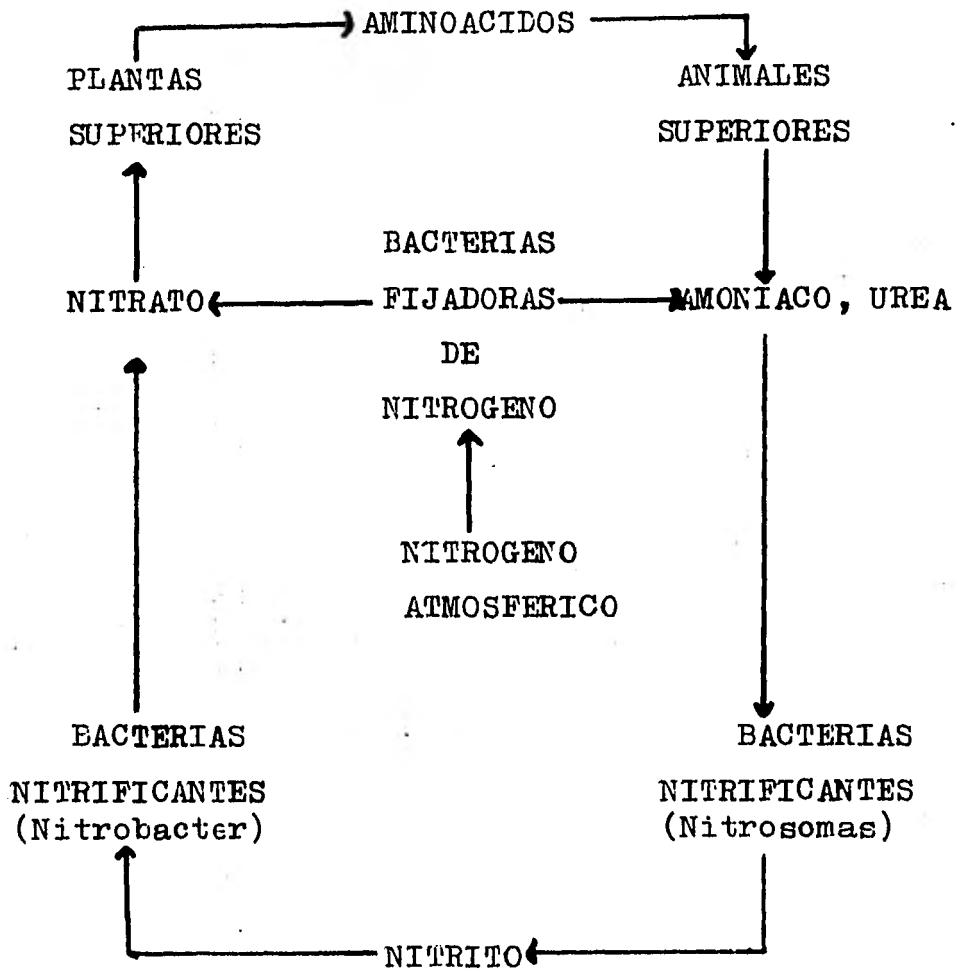 AMINOACIDOS
PLANTAS
SUPERIORES
ANIMALES
SUPERIORES
NITRATO
BACTERIAS
FIJADORAS
DE
NITROGENO
AMONÍACO, UREA
NITROGENO
ATMOSFERICO
BACTERIAS
NITRIFICANTES
(Nitrobacter)
BACTERIAS
NITRIFICANTES
(Nitrosomas)
NITRITO